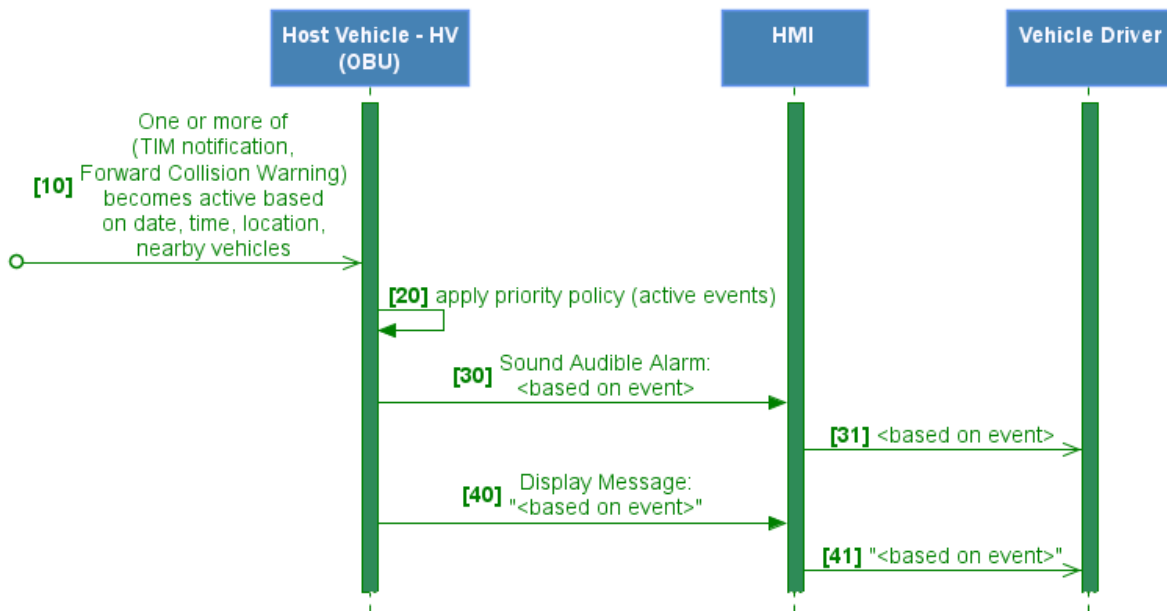 Host Vehicle - HV
(OBU)
HMI
Vehicle Driver
One or more of
(TIM notification,
[10] Forward Collision Warning)
becomes active based
on date, time, location,
nearby vehicles
[20] apply priority policy (active events)
[30] Sound Audible Alarm:
<based on event>
[31] <based on event>
[40] Display Message:
"<based on event>"
[41] "<based on event>"